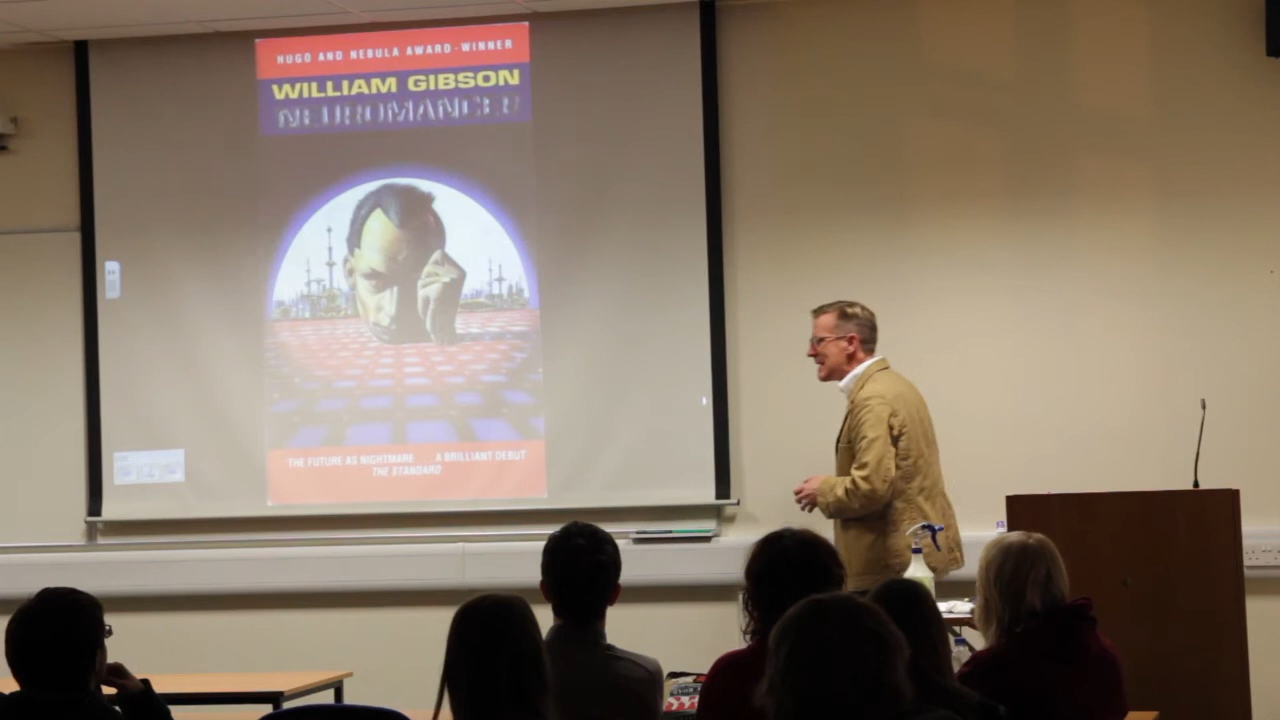 HUGO AND NEBULA AWARD-WINNER
WILLIAM GIBSON
NEUROMANCER
THE FUTURE AS NIGHTMARE A BRILLIANT DEBUT
THE STANDARD